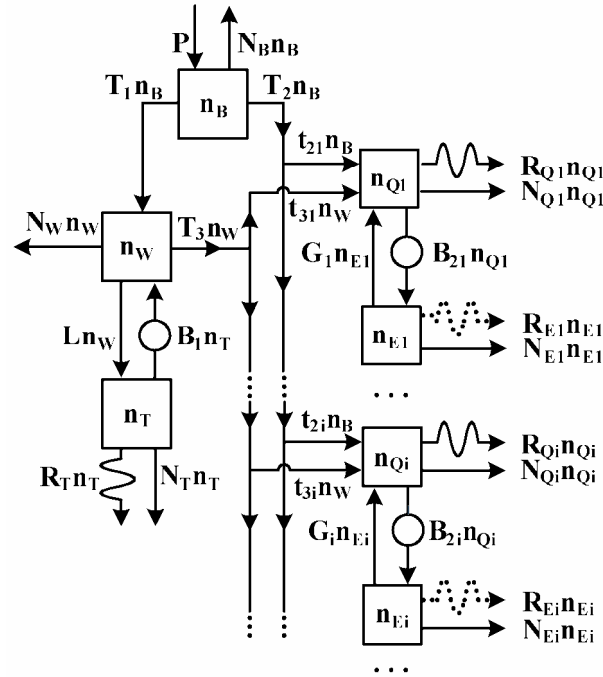 P
N_B n_B
T_1 n_B
n_B
T_2 n_B
t_21 n_B
n_Q1
R_Q1 n_Q1
N_Q1 n_Q1
t_31 n_W
N_W n_W
n_W
T_3 n_W
G_1 n_E1
B_21 n_Q1
L n_W
B_1 n_T
n_E1
R_E1 n_E1
N_E1 n_E1
...
n_T
t_2i n_B
n_Qi
R_Qi n_Qi
N_Qi n_Qi
t_3i n_W
R_T n_T
N_T n_T
G_i n_Ei
B_2i n_Qi
n_Ei
R_Ei n_Ei
N_Ei n_Ei
...